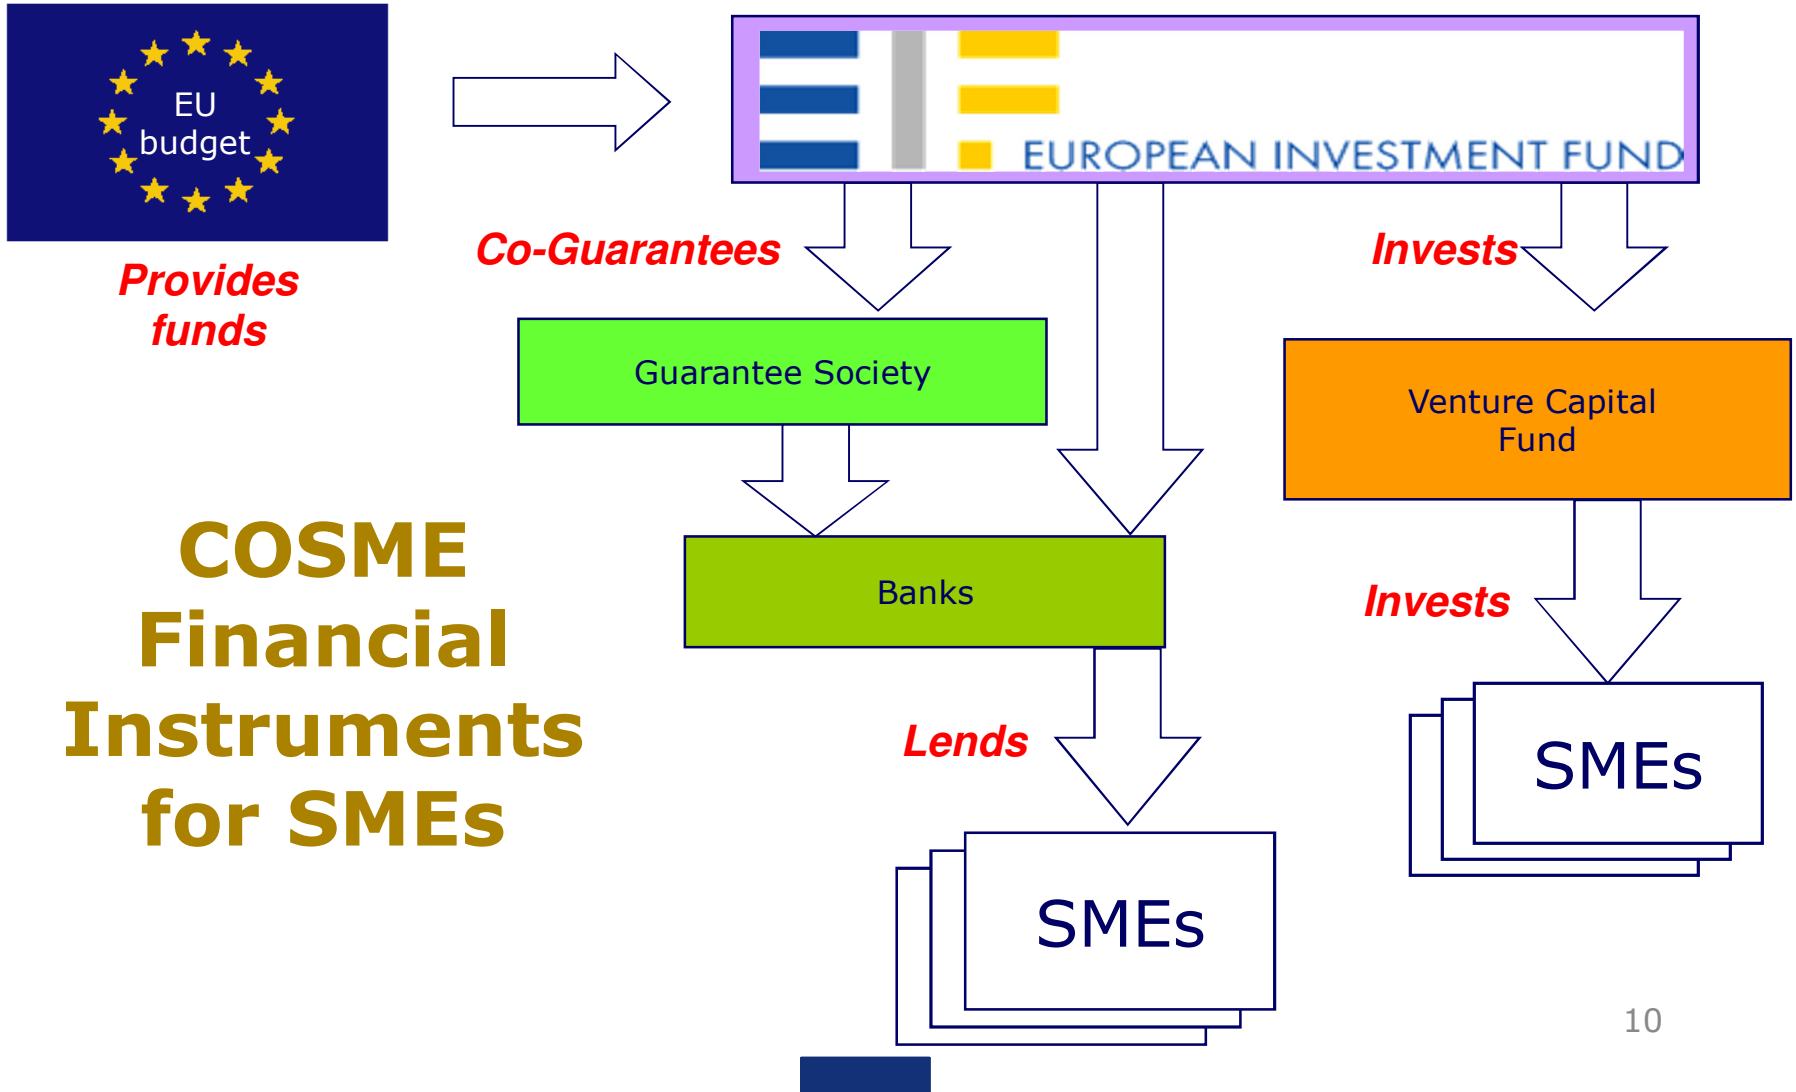 EU
budget
EUROPEAN INVESTMENT FUND
Provides
funds
Co-Guarantees
Invests
Guarantee Society
Venture Capital
Fund
COSME
Financial
Instruments
for SMEs
Banks
Invests
Lends
SMEs
SMEs
10